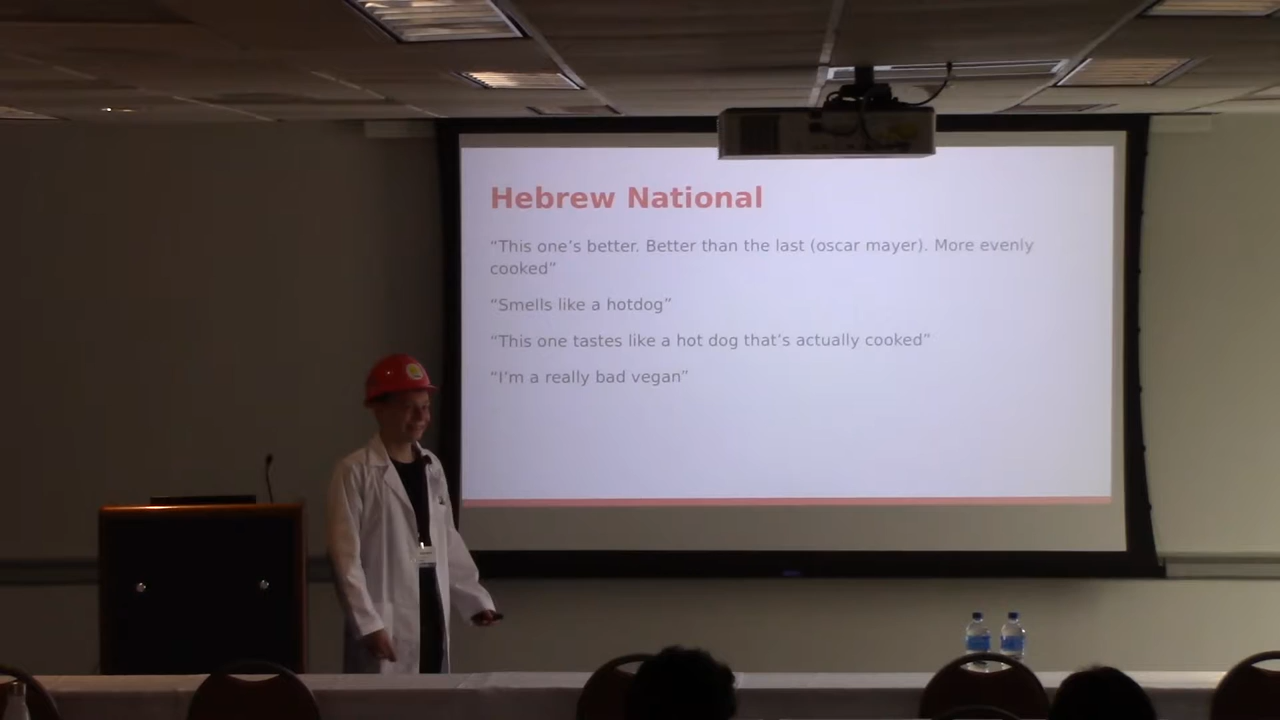 Hebrew National
“This one’s better. Better than the last (oscar mayer). More evenly
cooked”
“Smells like a hotdog”
“This one tastes like a hot dog that’s actually cooked”
“I’m a really bad vegan”